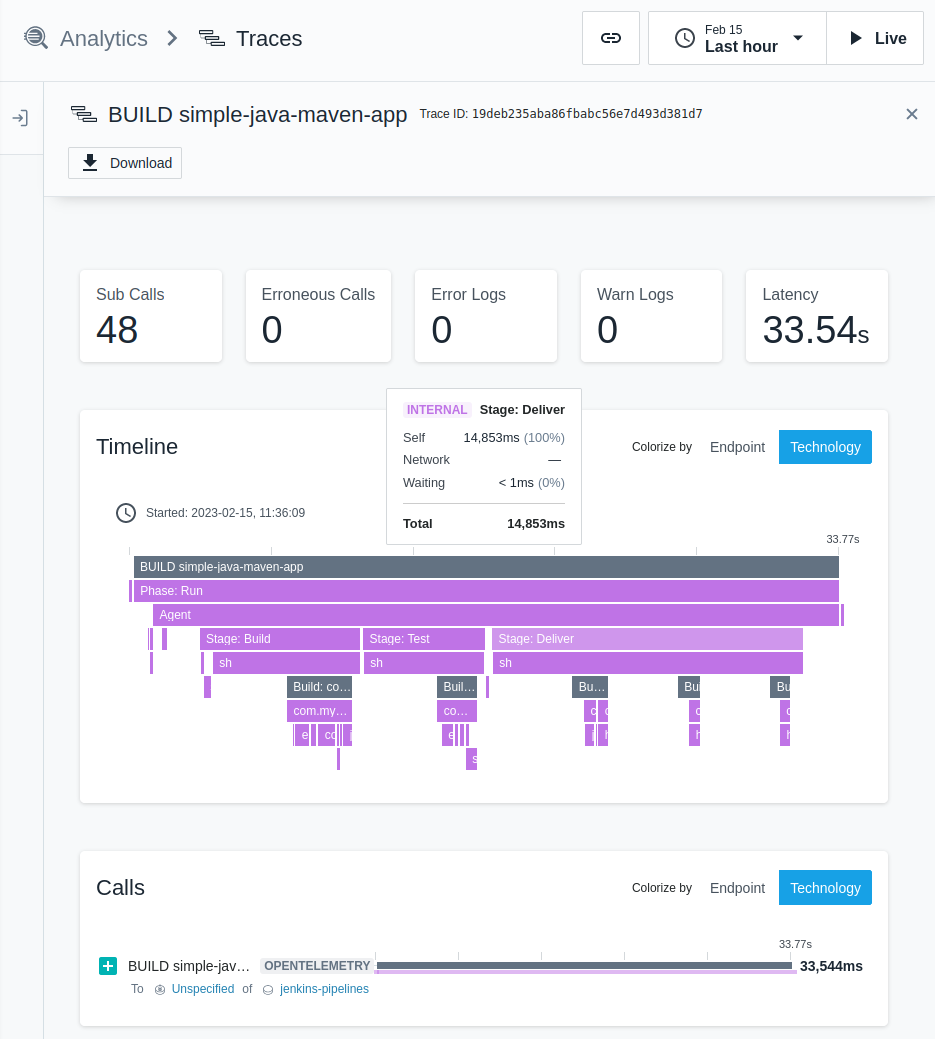 Analytics > Traces
Feb 15
Last hour
Live
BUILD simple-java-maven-app Trace ID: 19deb235aba86fbabc56e7d493d381d7
Download
Sub Calls
48
Erroneous Calls
0
Error Logs
0
Warn Logs
0
Latency
33.54s
INTERNAL Stage: Deliver
Self 14,853ms (100%)
Network —
Waiting < 1ms (0%)
Total 14,853ms
Timeline
Colorize by Endpoint Technology
Started: 2023-02-15, 11:36:09
33.77s
BUILD simple-java-maven-app
Phase: Run
Agent
Stage: Build Stage: Test Stage: Deliver
sh sh sh
Build: co... Buil... Bu... Bui Bu
com.my... co... c c c c
e cc j e j h h h
s
Calls
Colorize by Endpoint Technology
33.77s
BUILD simple-jav... OPENTELEMETRY 33,544ms
To Unspecified of jenkins-pipelines